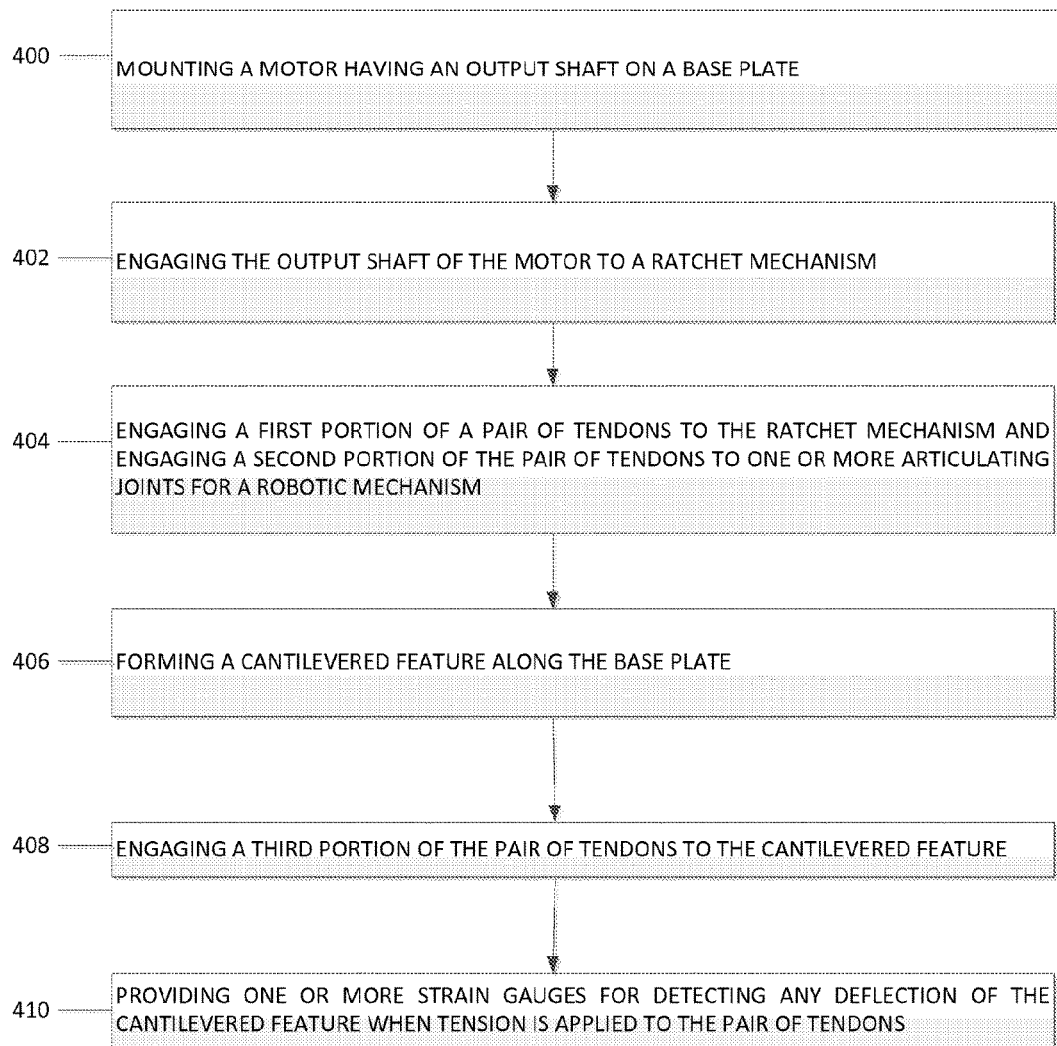 400
MOUNTING A MOTOR HAVING AN OUTPUT SHAFT ON A BASE PLATE
402
ENGAGING THE OUTPUT SHAFT OF THE MOTOR TO A RATCHET MECHANISM
404
ENGAGING A FIRST PORTION OF A PAIR OF TENDONS TO THE RATCHET MECHANISM AND
ENGAGING A SECOND PORTION OF THE PAIR OF TENDONS TO ONE OR MORE ARTICULATING
JOINTS FOR A ROBOTIC MECHANISM
406
FORMING A CANTILEVERED FEATURE ALONG THE BASE PLATE
408
ENGAGING A THIRD PORTION OF THE PAIR OF TENDONS TO THE CANTILEVERED FEATURE
410
PROVIDING ONE OR MORE STRAIN GAUGES FOR DETECTING ANY DEFLECTION OF THE
CANTILEVERED FEATURE WHEN TENSION IS APPLIED TO THE PAIR OF TENDONS